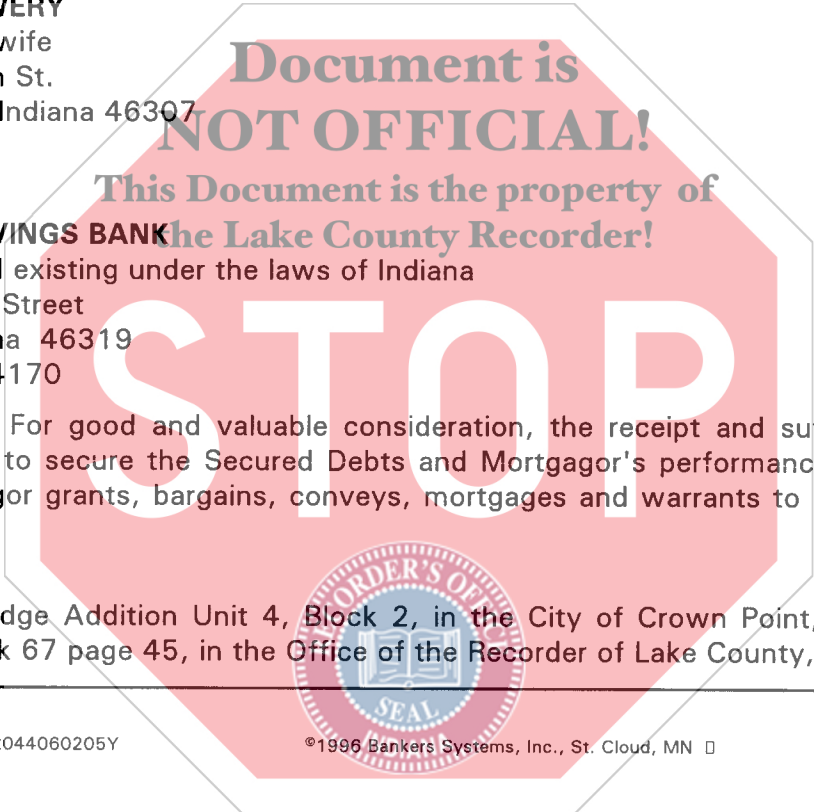 VERY
wife
St.
Indiana 46307
Document is
NOT OFFICIAL!
This Document is the property of
the Lake County Recorder!
VINGS BANK
existing under the laws of Indiana
Street
46319
4170
STOP
For good and valuable consideration, the receipt and
to secure the Secured Debts and Mortgagor's
gor grants, bargains, conveys, mortgages and warrants to
RECORDER'S OFFICE
SEAL
INDIANA
dge Addition Unit 4, Block 2, in the City of Crown Point,
k 67 page 45, in the Office of the Recorder of Lake County,
044060205Y
©1996 Bankers Systems, Inc., St. Cloud, MN